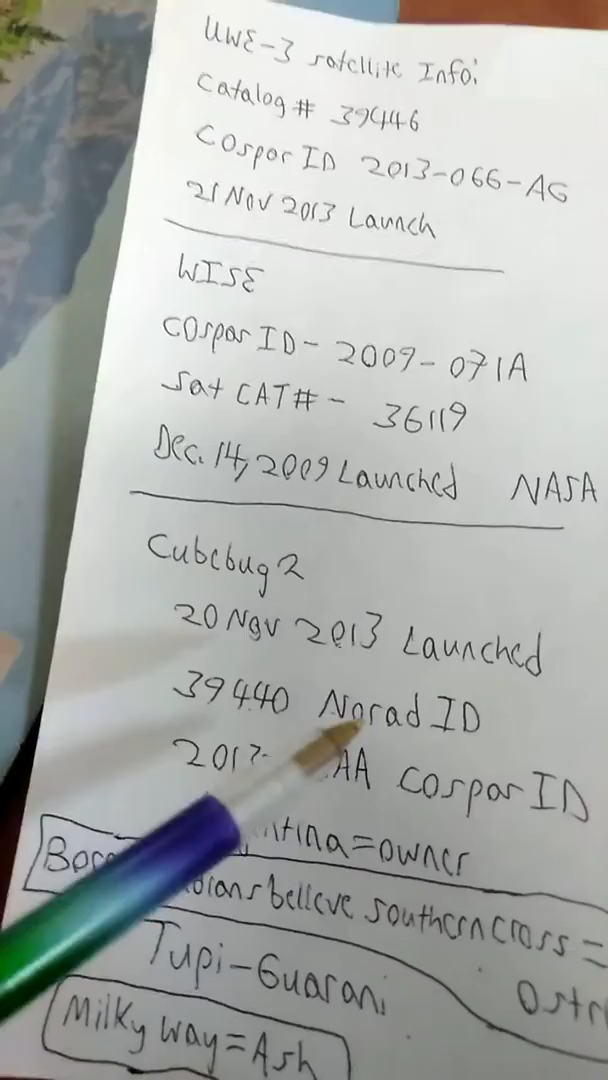 UWE-3 satellite Info:
Catalog # 39446
COspar ID 2013-066-AG
21 Nov 2013 Launch
WISE
COspar ID - 2009-071A
Sat CAT# - 36119
Dec. 14, 2009 Launched NASA
Cubebug 2
20 Nov 2013 Launched
39440 Norad ID
AA Cospar ID
=owner
believe southern cross =
Tupi-Guarani
Milky way = Ash